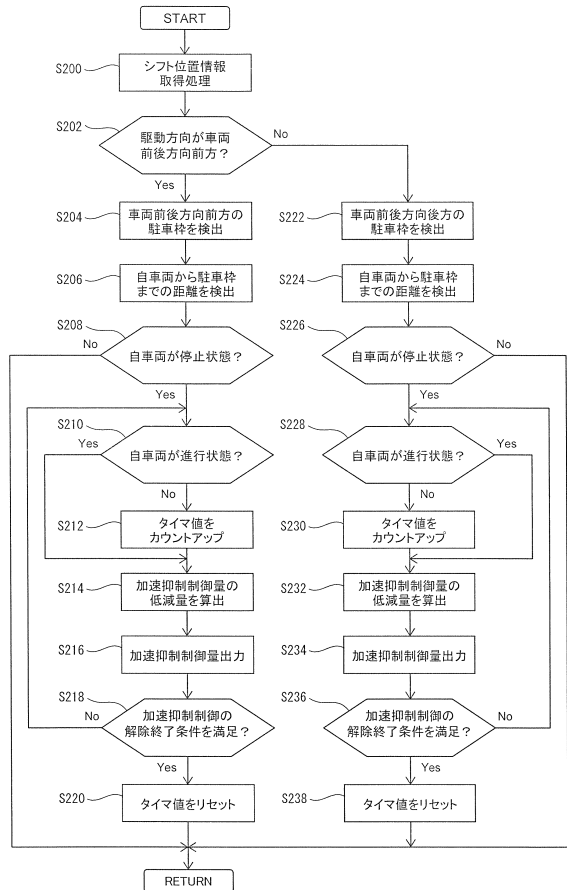 START
S200
シフト位置情報
取得処理
S202
駆動方向が車両
前後方向前方？
No
Yes
S204
車両前後方向前方の
駐車枠を検出
S222
車両前後方向後方の
駐車枠を検出
S206
自車両から駐車枠
までの距離を検出
S224
自車両から駐車枠
までの距離を検出
S208
No
自車両が停止状態？
Yes
S226
自車両が停止状態？
No
Yes
S210
Yes
自車両が進行状態？
No
S228
自車両が進行状態？
Yes
No
S212
タイマ値を
カウントアップ
S230
タイマ値を
カウントアップ
S214
加速抑制制御量の
低減量を算出
S232
加速抑制制御量の
低減量を算出
S216
加速抑制制御量出力
S234
加速抑制制御量出力
S218
No
加速抑制制御の
解除終了条件を満足？
Yes
S236
加速抑制制御の
解除終了条件を満足？
No
Yes
S220
タイマ値をリセット
S238
タイマ値をリセット
RETURN